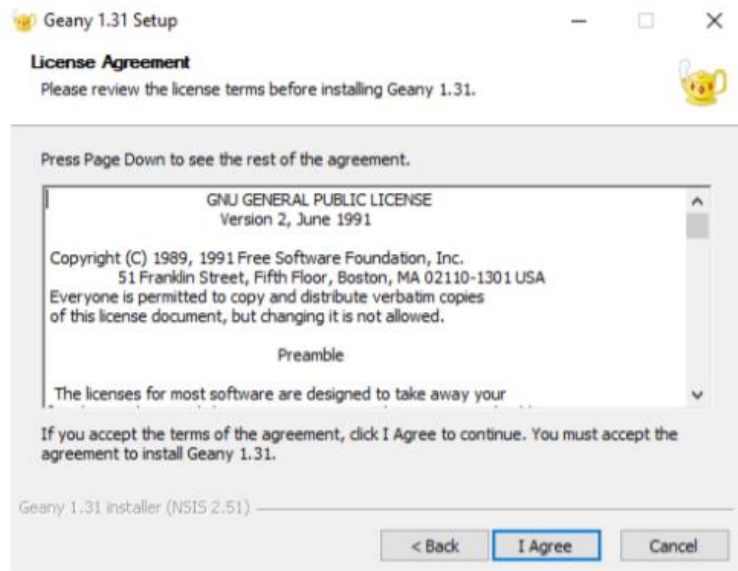 Geany 1.31 Setup
License Agreement
Please review the license terms before installing Geany 1.31.
Press Page Down to see the rest of the agreement.
GNU GENERAL PUBLIC LICENSE
Version 2, June 1991
Copyright (C) 1989, 1991 Free Software Foundation, Inc.
51 Franklin Street, Fifth Floor, Boston, MA 02110-1301 USA
Everyone is permitted to copy and distribute verbatim copies
of this license document, but changing it is not allowed.
Preamble
The licenses for most software are designed to take away your
If you accept the terms of the agreement, click I Agree to continue. You must accept the
agreement to install Geany 1.31.
Geany 1.31 installer (NSIS 2.51)
< Back I Agree Cancel